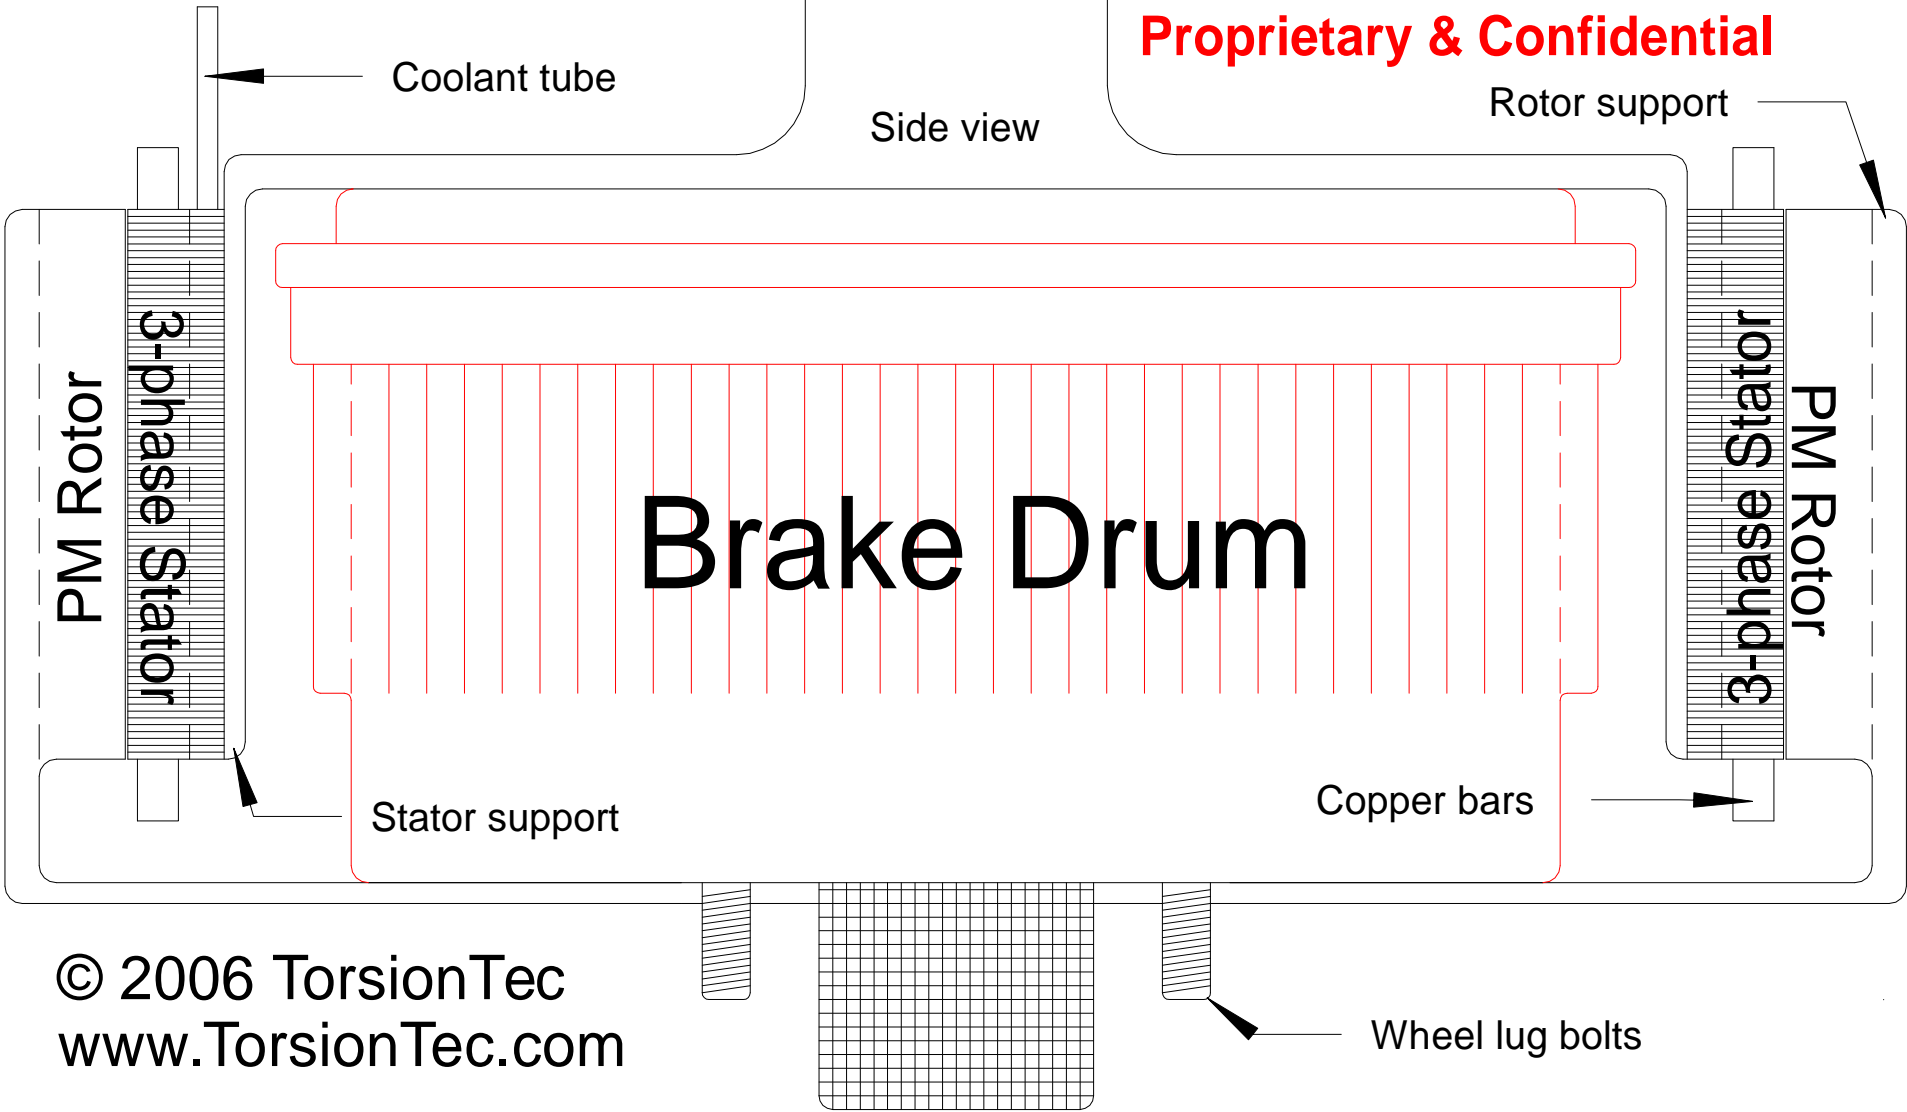 Proprietary & Confidential
Coolant tube
Rotor support
Side view
PM Rotor
3-phase Stator
Brake Drum
3-phase Stator
PM Rotor
Stator support
Copper bars
© 2006 TorsionTec
www.TorsionTec.com
Wheel lug bolts